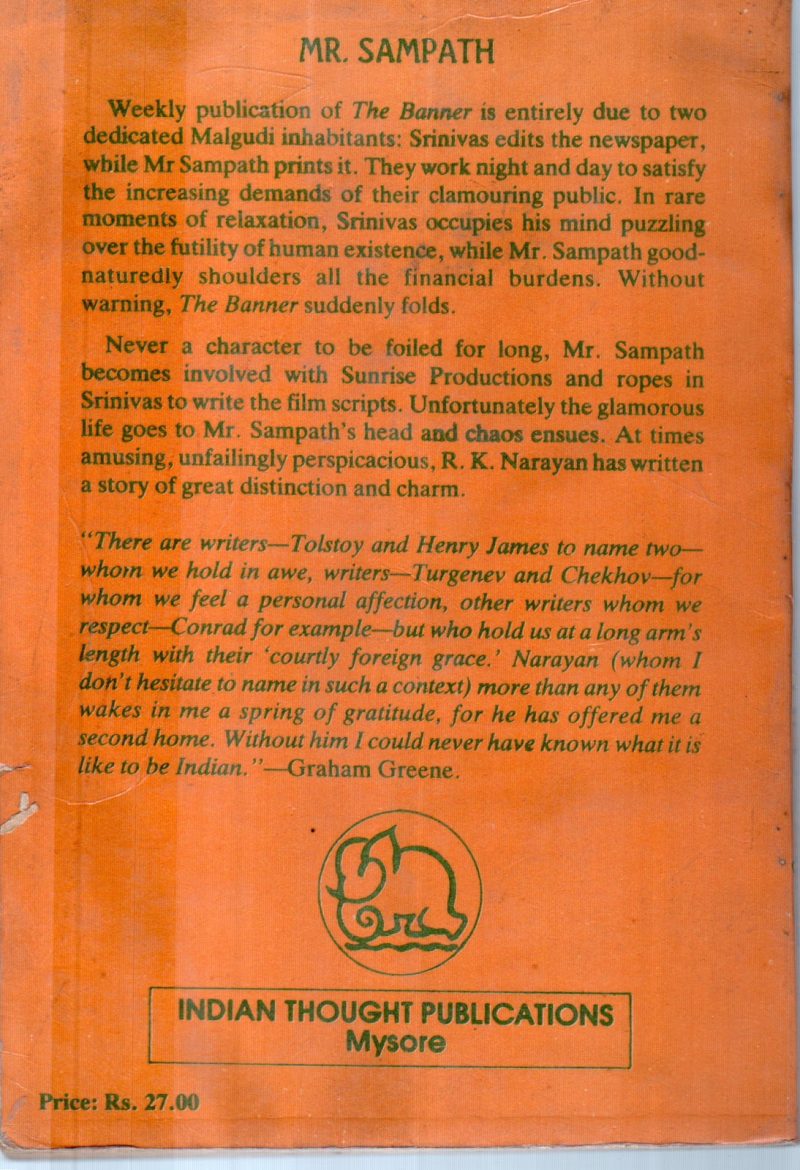 MR. SAMPATH
Weekly publication of The Banner is entirely due to two
dedicated Malgudi inhabitants: Srinivas edits the newspaper,
while Mr Sampath prints it. They work night and day to satisfy
the increasing demands of their clamouring public. In rare
moments of relaxation, Srinivas occupies his mind puzzling
over the futility of human existence, while Mr. Sampath good-
naturedly shoulders all the financial burdens. Without
warning, The Banner suddenly folds.
Never a character to be foiled for long, Mr. Sampath
becomes involved with Sunrise Productions and ropes in
Srinivas to write the film scripts. Unfortunately the glamorous
life goes to Mr. Sampath's head and chaos ensues. At times
amusing, unfailingly perspicacious, R. K. Narayan has written
a story of great distinction and charm.
“There are writers—Tolstoy and Henry James to name two—
whom we hold in awe, writers—Turgenev and Chekhov—for
whom we feel a personal affection, other writers whom we
respect—Conrad for example—but who hold us at a long arm's
length with their ‘courtly foreign grace.’ Narayan (whom I
don't hesitate to name in such a context) more than any of them
wakes in me a spring of gratitude, for he has offered me a
second home. Without him I could never have known what it is
like to be Indian.”—Graham Greene.
INDIAN THOUGHT PUBLICATIONS
Mysore
Price: Rs. 27.00